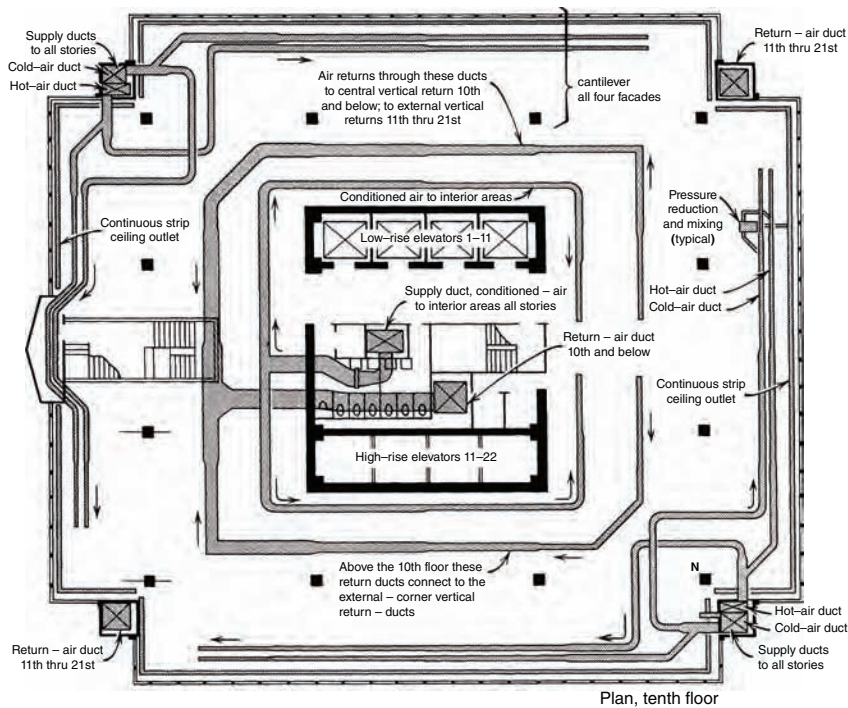 Supply ducts
to all stories
Cold–air duct
Hot–air duct
Return – air duct
11th thru 21st
cantilever
all four facades
Air returns through these ducts
to central vertical return 10th
and below; to external vertical
returns 11th thru 21st
Conditioned air to interior areas
Low–rise elevators 1–11
Continuous strip
ceiling outlet
Pressure
reduction
and mixing
(typical)
Hot–air duct
Cold–air duct
Supply duct, conditioned – air
to interior areas all stories
Return – air duct
10th and below
Continuous strip
ceiling outlet
High–rise elevators 11–22
Above the 10th floor these
return ducts connect to the
external – corner vertical
return – ducts
N
Hot–air duct
Cold–air duct
Supply ducts
to all stories
Return – air duct
11th thru 21st
Plan, tenth floor